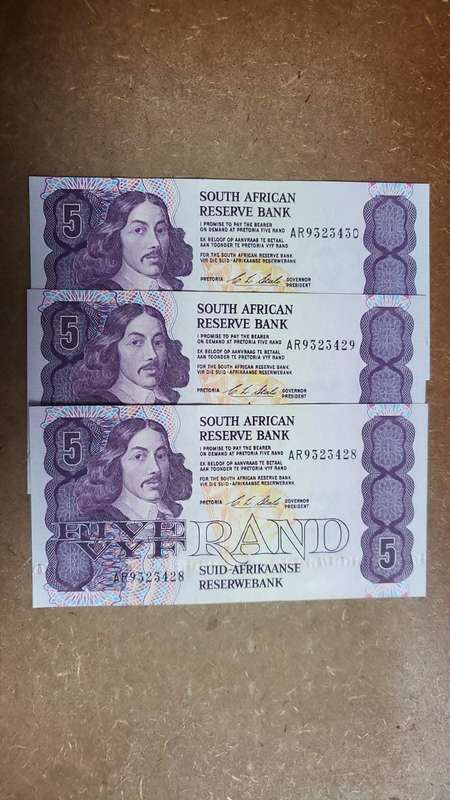 5
SOUTH AFRICAN
RESERVE BANK
I PROMISE TO PAY THE BEARER
ON DEMAND AT PRETORIA FIVE RAND
AR9323430
EK BELOOF OP AANVRAAG TE BETAAL
AAN TOONDER TE PRETORIA VYF RAND
FOR THE SOUTH AFRICAN RESERVE BANK
VIR DIE SUID-AFRIKAANSE RESERWEBANK
PRETORIA
GOVERNOR
PRESIDENT
5
SOUTH AFRICAN
RESERVE BANK
I PROMISE TO PAY THE BEARER
ON DEMAND AT PRETORIA FIVE RAND
AR9323429
EK BELOOF OP AANVRAAG TE BETAAL
AAN TOONDER TE PRETORIA VYF RAND
FOR THE SOUTH AFRICAN RESERVE BANK
VIR DIE SUID-AFRIKAANSE RESERWEBANK
PRETORIA
GOVERNOR
PRESIDENT
5
SOUTH AFRICAN
RESERVE BANK
I PROMISE TO PAY THE BEARER
ON DEMAND AT PRETORIA FIVE RAND
AR9323428
EK BELOOF OP AANVRAAG TE BETAAL
AAN TOONDER TE PRETORIA VYF RAND
FOR THE SOUTH AFRICAN RESERVE BANK
VIR DIE SUID-AFRIKAANSE RESERWEBANK
PRETORIA
GOVERNOR
PRESIDENT
FIVE RAND
VYF
5
AR9323428
SUID-AFRIKAANSE
RESERWEBANK